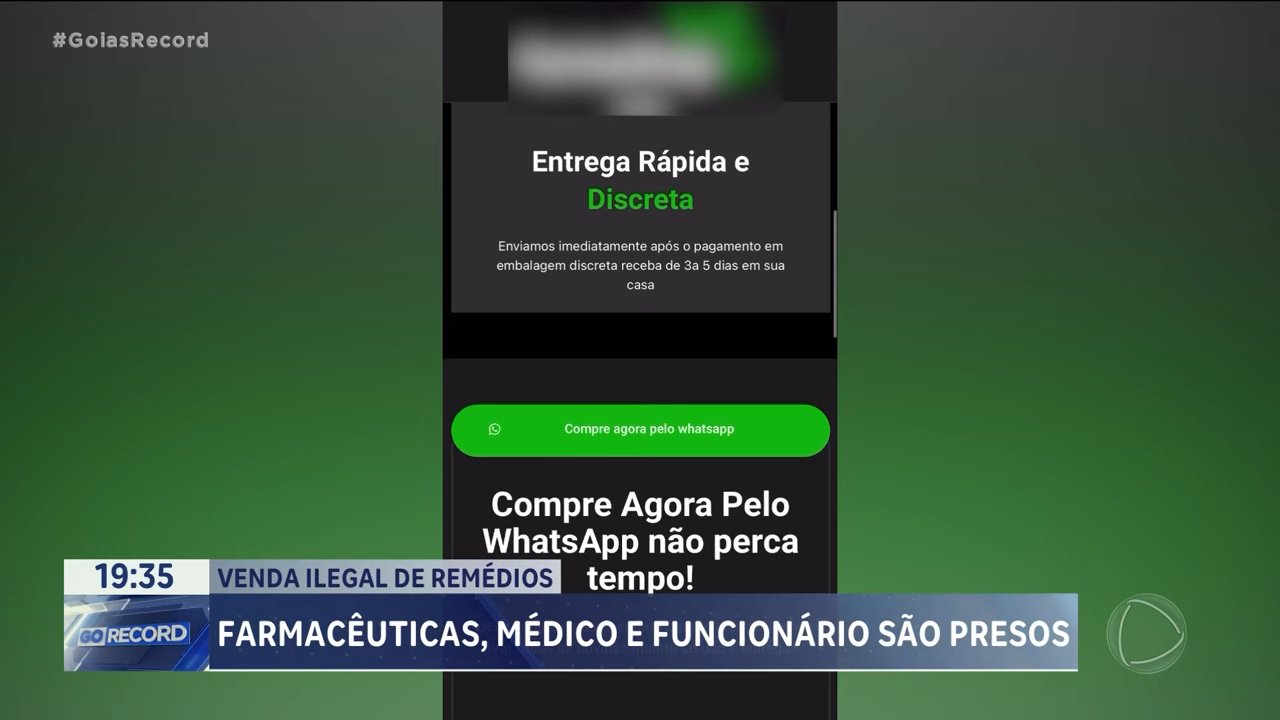 #GoiasRecord
Entrega Rápida e
Discreta
Enviamos imediatamente após o pagamento em
embalagem discreta receba de 3a 5 dias em sua
casa
Compre agora pelo whatsapp
Compre Agora Pelo
WhatsApp não perca
tempo!
19:35
VENDA ILEGAL DE REMÉDIOS
GO RECORD
FARMACÊUTICAS, MÉDICO E FUNCIONÁRIO SÃO PRESOS